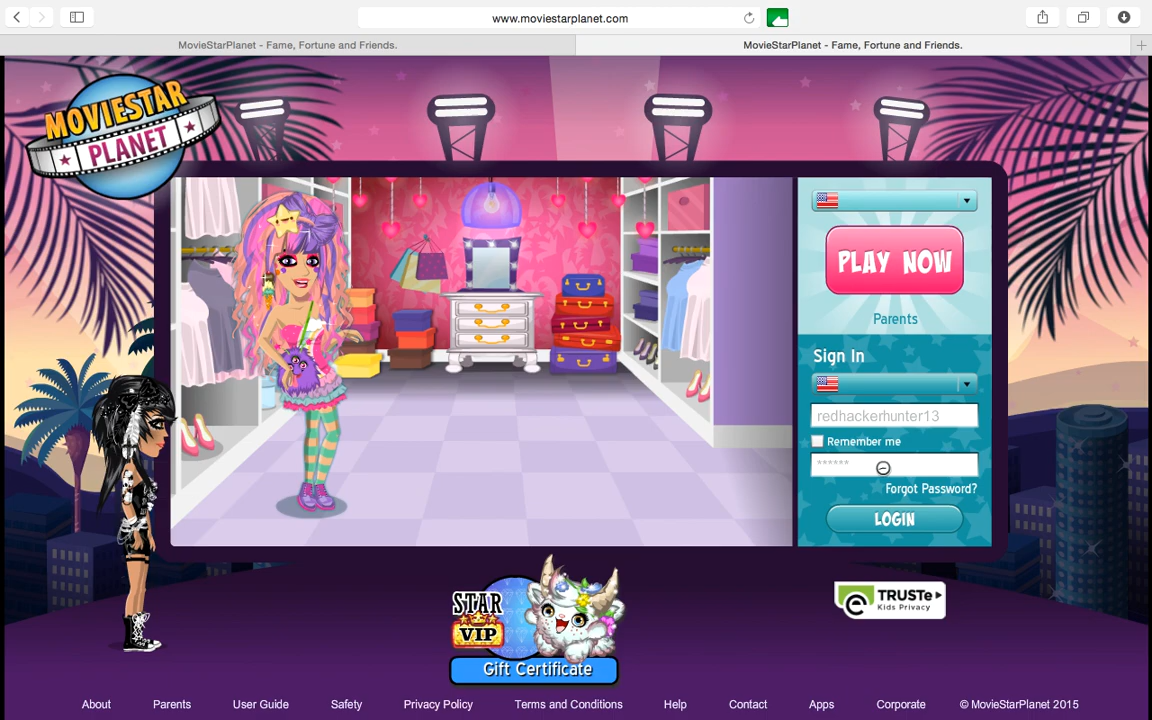 www.moviestarplanet.com
MovieStarPlanet - Fame, Fortune and Friends.
MovieStarPlanet - Fame, Fortune and Friends.
MOVIESTAR
PLANET
PLAY NOW
Parents
Sign In
redhackerhunter13
Remember me
******
Forgot Password?
LOGIN
STAR
VIP
Gift Certificate
TRUSTe
Kids Privacy
About
Parents
User Guide
Safety
Privacy Policy
Terms and Conditions
Help
Contact
Apps
Corporate
© MovieStarPlanet 2015